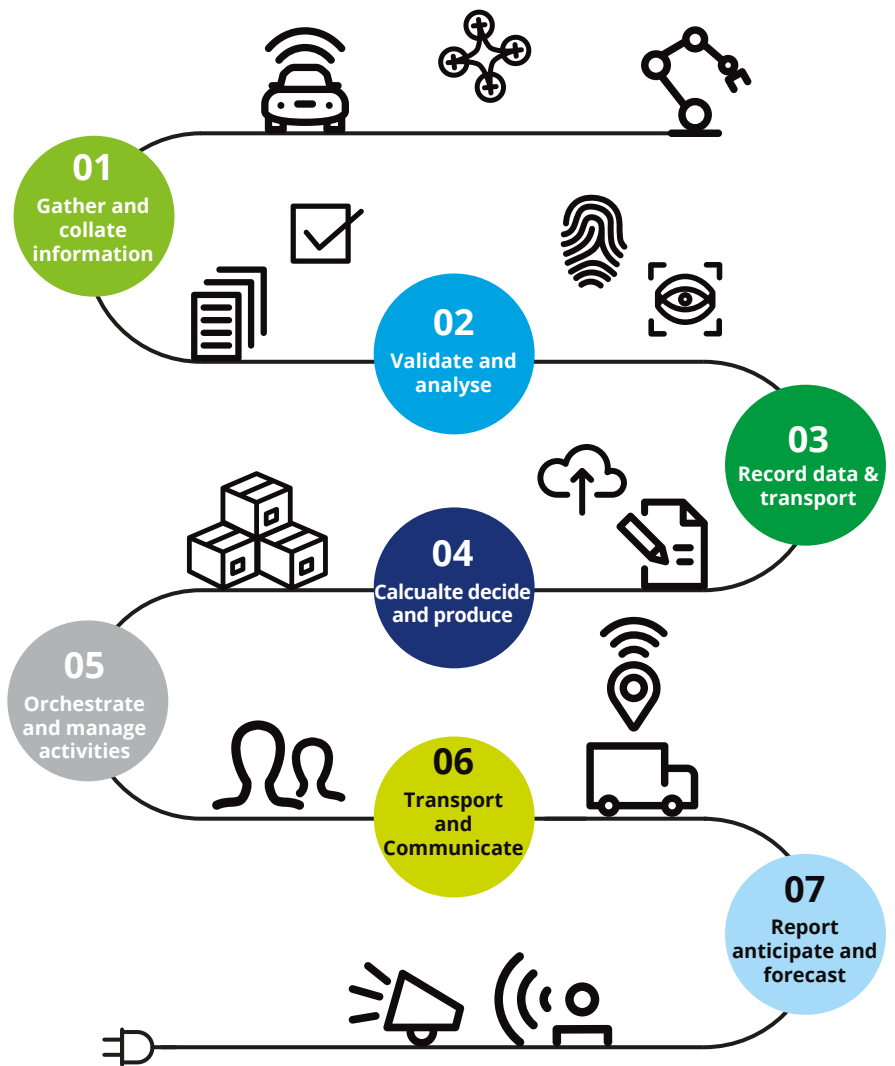 01
Gather and
collate
information
02
Validate and
analyse
03
Record data &
transport
04
Calcualte decide
and produce
05
Orchestrate
and manage
activities
06
Transport
and
Communicate
07
Report
anticipate and
forecast